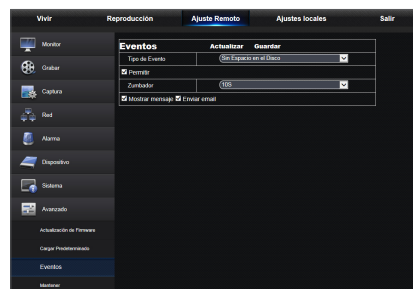 Vivir Reproducción Ajuste Remoto Ajustes locales Salir
Monitor
Grabar
Captura
Red
Alarma
Dispositivo
Sistema
Avanzado
Actualización de Firmware
Cargar Predeterminado
Eventos
Mantener
Eventos Actualizar Guardar
Tipo de Evento Sin Espacio en el Disco
Permitir
Zumbador 10S
Mostrar mensaje Enviar email